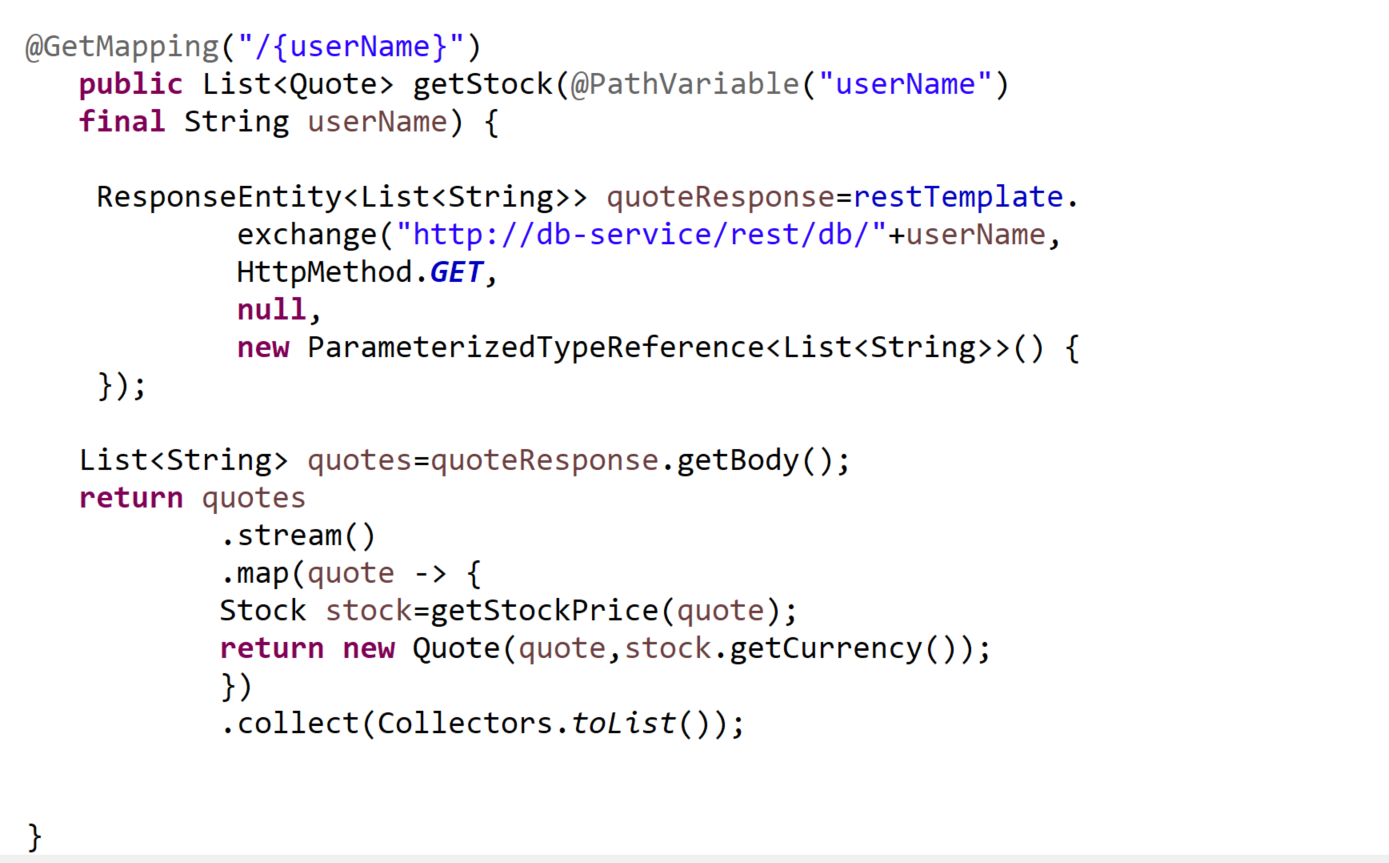 @GetMapping("/{userName}")
public List<Quote> getStock(@PathVariable("userName")
final String userName) {
ResponseEntity<List<String>> quoteResponse=restTemplate.
exchange("http://db-service/rest/db/"+userName,
HttpMethod.GET,
null,
new ParameterizedTypeReference<List<String>>() {
});
List<String> quotes=quoteResponse.getBody();
return quotes
.stream()
.map(quote -> {
Stock stock=getStockPrice(quote);
return new Quote(quote,stock.getCurrency());
})
.collect(Collectors.toList());
}